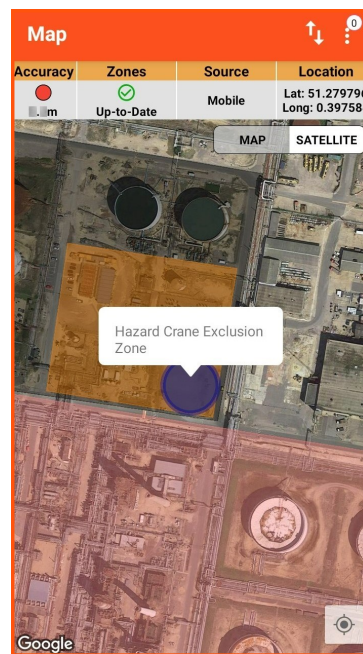 Map
0
Accuracy Zones Source Location
m Up-to-Date Mobile Lat: 51.279796
Long: 0.39758
MAP SATELLITE
Hazard Crane Exclusion
Zone
Google